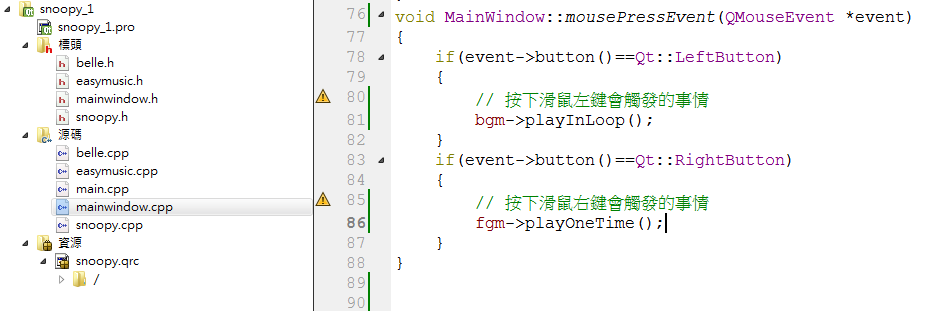 snoopy_1
snoopy_1.pro
標頭
belle.h
easymusic.h
mainwindow.h
snoopy.h
源碼
belle.cpp
easymusic.cpp
main.cpp
mainwindow.cpp
snoopy.cpp
資源
snoopy.qrc
/
76 void MainWindow::mousePressEvent(QMouseEvent *event)
77 {
78 if(event->button()==Qt::LeftButton)
79 {
80 // 按下滑鼠左鍵會觸發的事情
81 bgm->playInLoop();
82 }
83 if(event->button()==Qt::RightButton)
84 {
85 // 按下滑鼠右鍵會觸發的事情
86 fgm->playOneTime();
87 }
88 }
89
90